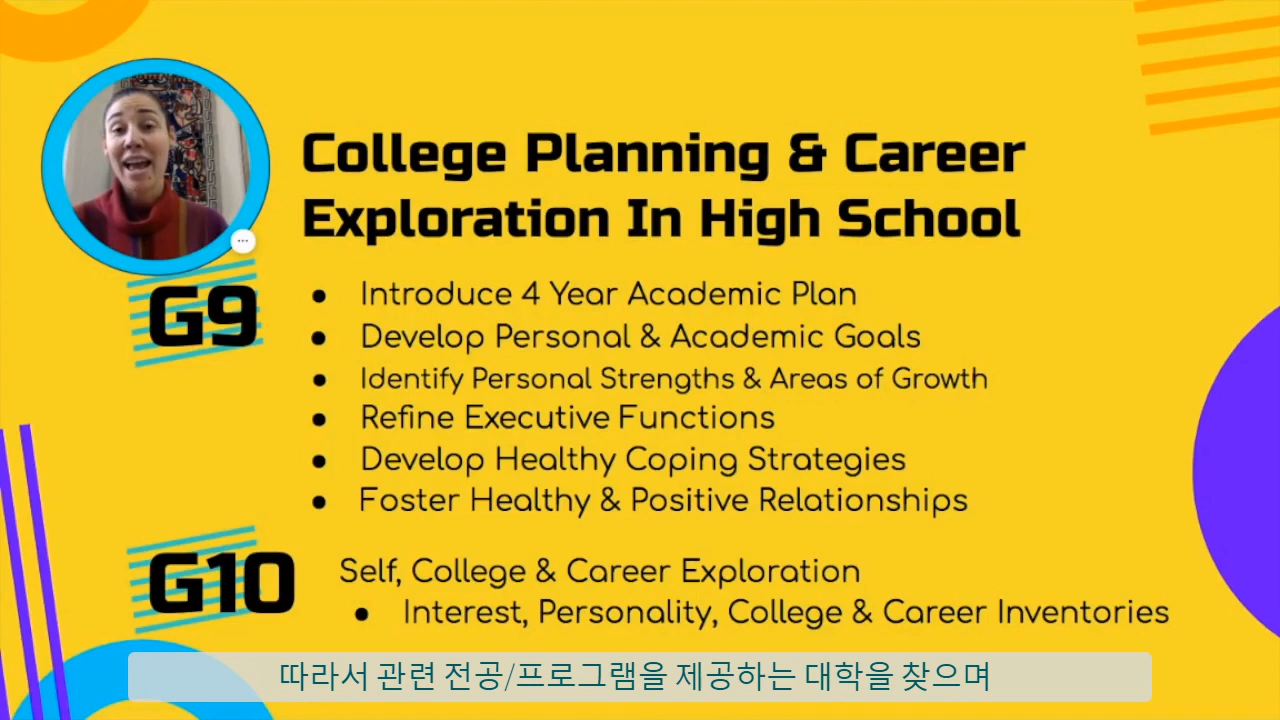 College Planning & Career
Exploration In High School
G9
• Introduce 4 Year Academic Plan
• Develop Personal & Academic Goals
• Identify Personal Strengths & Areas of Growth
• Refine Executive Functions
• Develop Healthy Coping Strategies
• Foster Healthy & Positive Relationships
G10
Self, College & Career Exploration
• Interest, Personality, College & Career Inventories
따라서 관련 전공/프로그램을 제공하는 대학을 찾으며